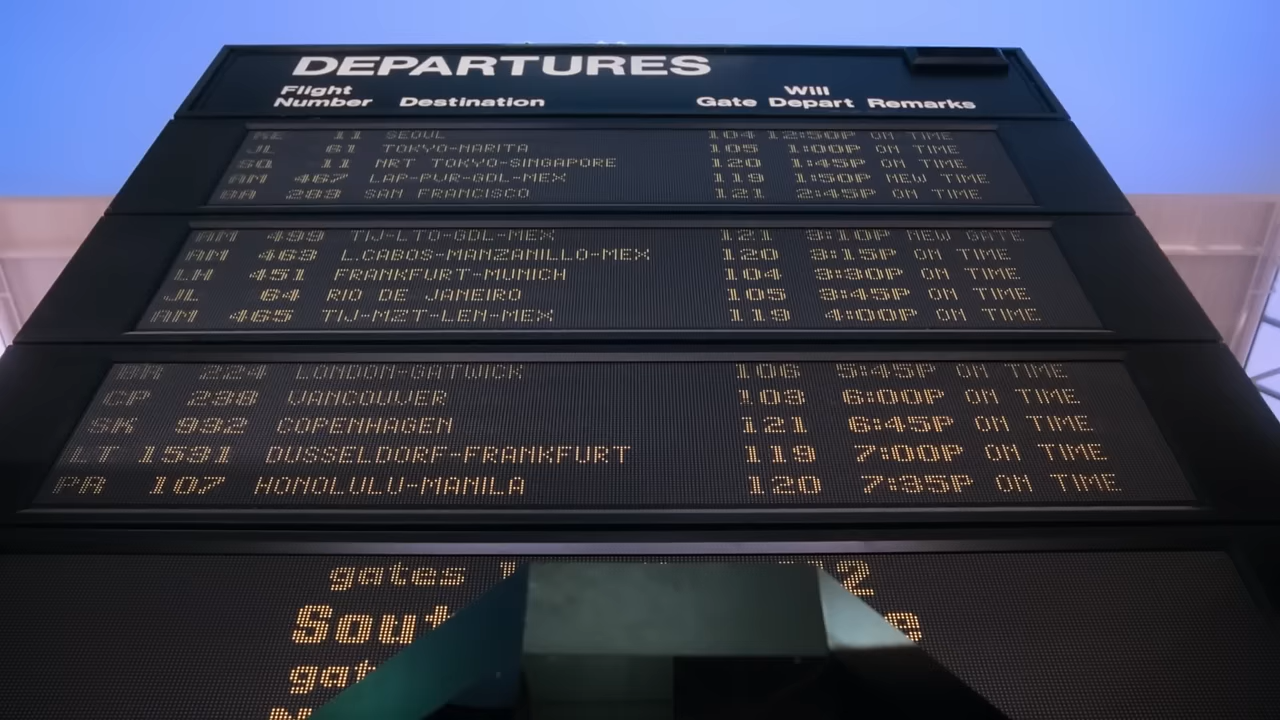 DEPARTURES
Flight Number Destination Gate Will Depart Remarks
KE 11 SEOUL 104 12:50P ON TIME
JL 61 TOKYO-NARITA 105 1:00P ON TIME
SQ 11 NRT TOKYO-SINGAPORE 120 1:45P ON TIME
AM 467 LAP-PVR-GDL-MEX 119 1:50P NEW TIME
BA 283 SAN FRANCISCO 121 2:45P ON TIME
AM 499 TIJ-LTO-GDL-MEX 121 3:10P NEW GATE
AM 463 L.CABOS-MANZANILLO-MEX 120 3:15P ON TIME
LH 451 FRANKFURT-MUNICH 104 3:30P ON TIME
JL 64 RIO DE JANEIRO 105 3:45P ON TIME
AM 465 TIJ-MZT-LEN-MEX 119 4:00P ON TIME
BR 224 LONDON-GATWICK 106 5:45P ON TIME
CP 238 VANCOUVER 103 6:00P ON TIME
SK 932 COPENHAGEN 121 6:45P ON TIME
LT 1591 DUSSELDORF-FRANKFURT 119 7:00P ON TIME
PR 107 HONOLULU-MANILA 120 7:35P ON TIME
gates